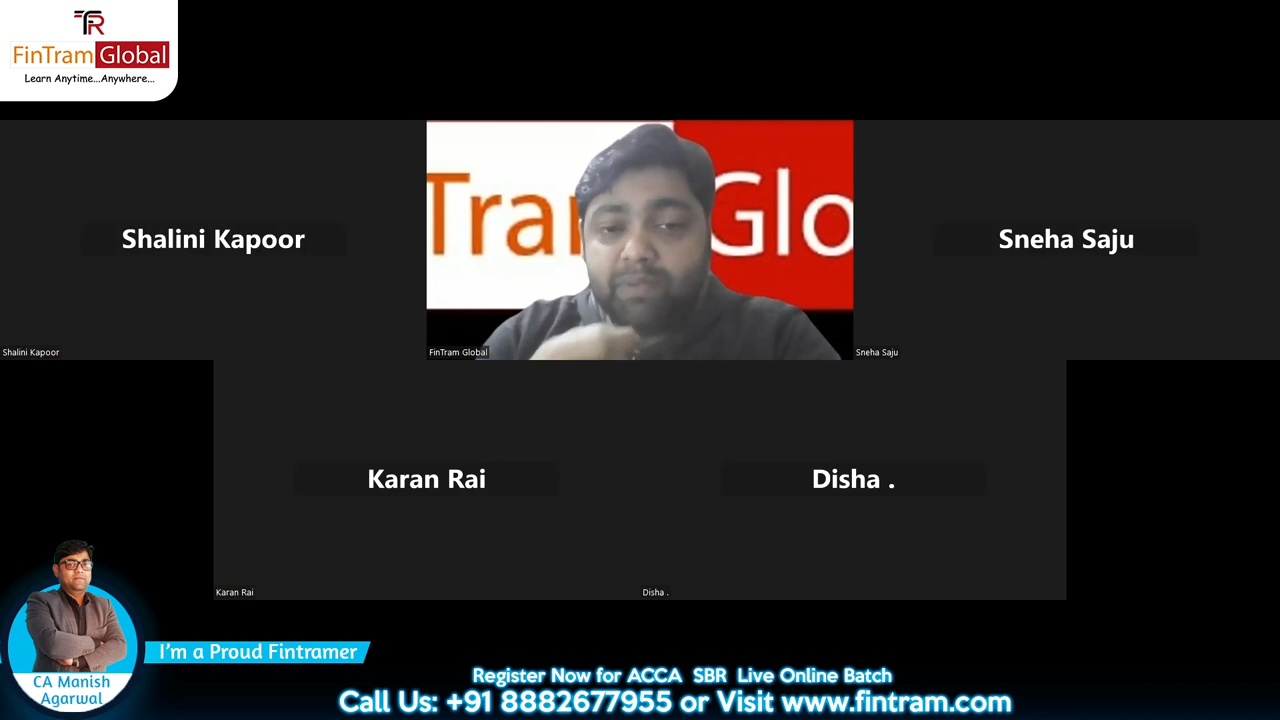 FR
FinTram Global
Learn Anytime...Anywhere...
Shalini Kapoor
Tra
Glo
Sneha Saju
Shalini Kapoor
FinTram Global
Sneha Saju
Karan Rai
Disha .
Karan Rai
Disha .
I'm a Proud Fintramer
CA Manish
Agarwal
Register Now for ACCA SBR Live Online Batch
Call Us: +91 8882677955 or Visit www.fintram.com